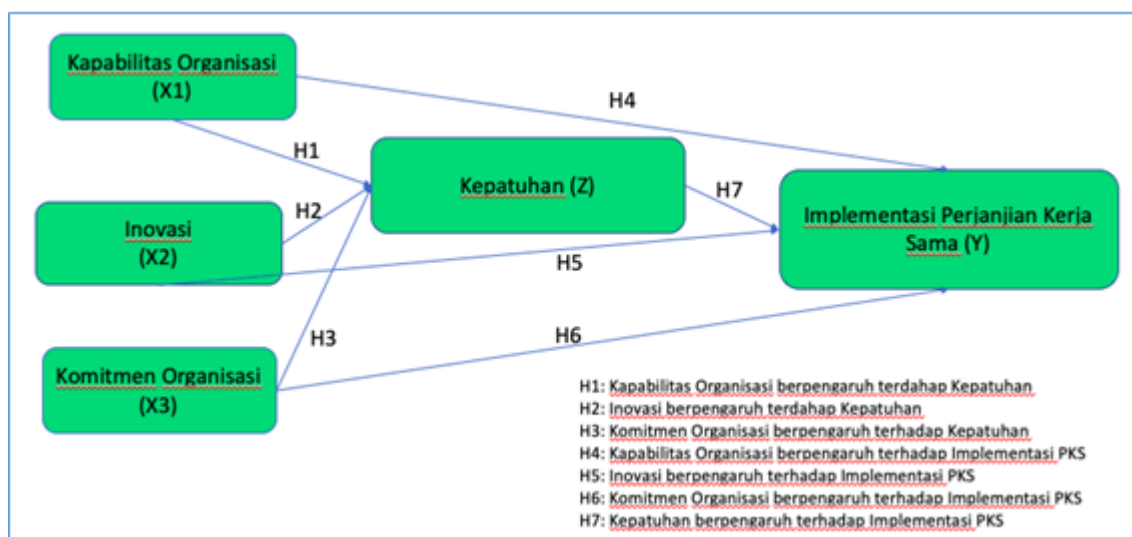 Kapabilitas Organisasi
(X1)
H4
H1
Kepatuhan (Z)
H7
H2
Inovasi
(X2)
Implementasi Perjanjian Kerja
Sama (Y)
H5
H3
H6
Komitmen Organisasi
(X3)
H1: Kapabilitas Organisasi berpengaruh terdahap Kepatuhan
H2: Inovasi berpengaruh terdahap Kepatuhan
H3: Komitmen Organisasi berpengaruh terhadap Kepatuhan
H4: Kapabilitas Organisasi berpengaruh terhadap Implementasi PKS
H5: Inovasi berpengaruh terhadap Implementasi PKS
H6: Komitmen Organisasi berpengaruh terhadap Implementasi PKS
H7: Kepatuhan berpengaruh terhadap Implementasi PKS